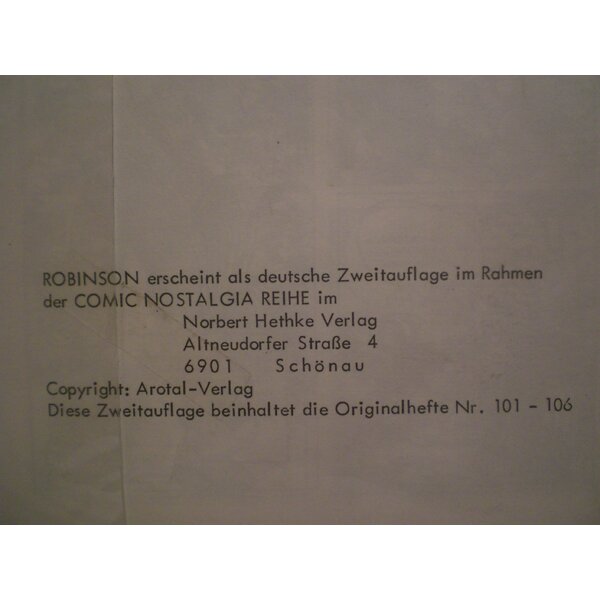 ROBINSON erscheint als deutsche Zweitauflage im Rahmen
der COMIC NOSTALGIA REIHE im
Norbert Hethke Verlag
Altneudorfer Straße 4
6901 Schönau
Copyright: Arotal-Verlag
Diese Zweitauflage beinhaltet die Originalhefte Nr. 101 - 106